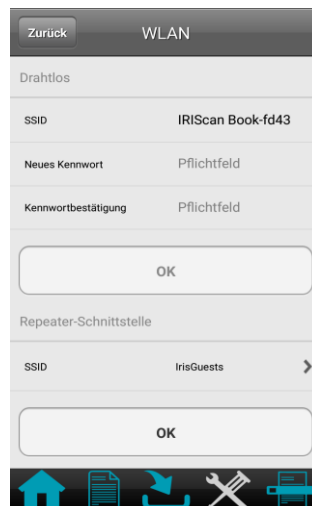 Zurück WLAN
Drahtlos
SSID IRIScan Book-fd43
Neues Kennwort Pflichtfeld
Kennwortbestätigung Pflichtfeld
OK
Repeater-Schnittstelle
SSID IrisGuests
OK